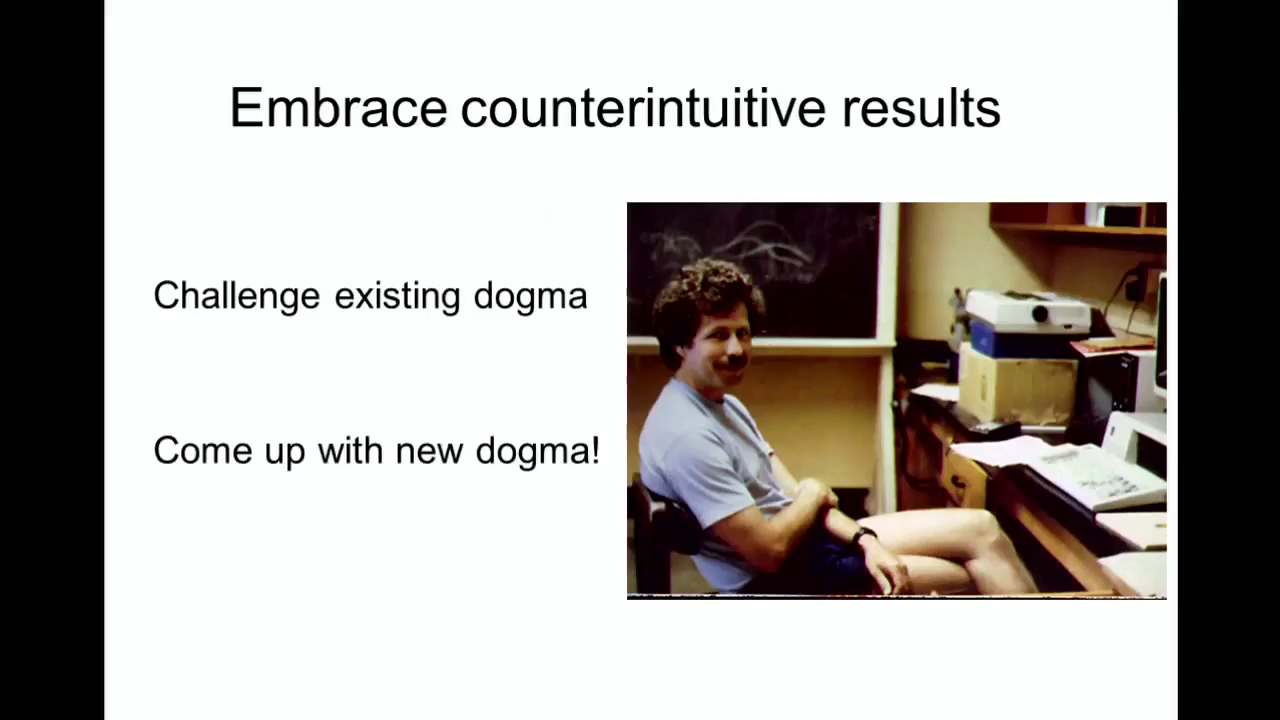 Embrace counterintuitive results
Challenge existing dogma
Come up with new dogma!